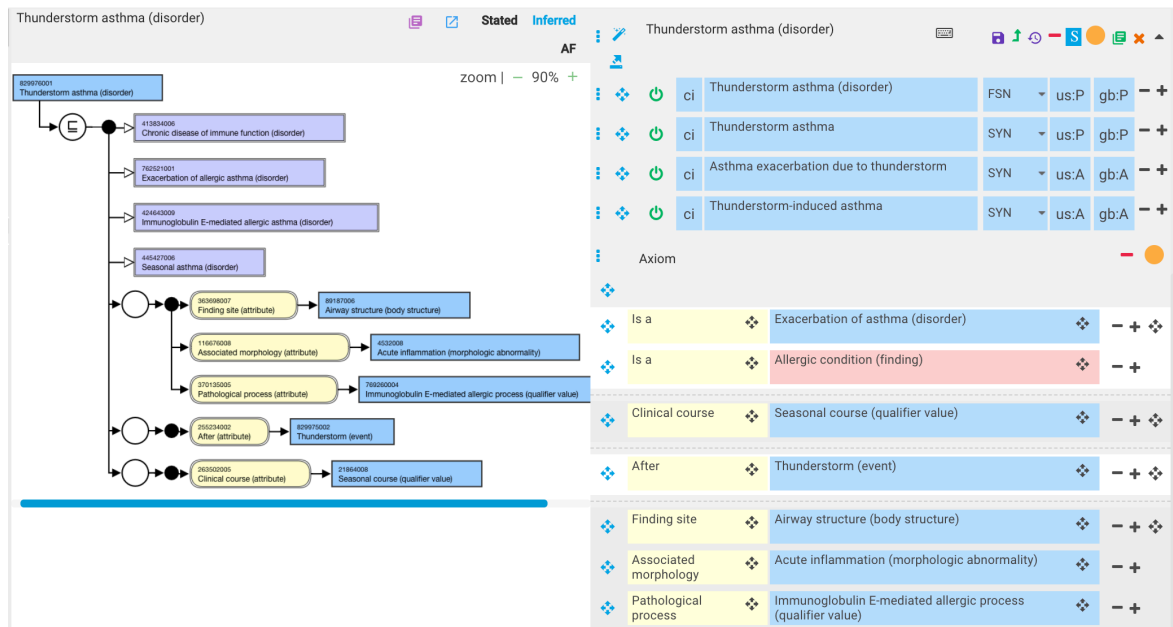 Thunderstorm asthma (disorder)
Stated Inferred
AF
zoom | − 90% +
829976001
Thunderstorm asthma (disorder)
⊑
413834006
Chronic disease of immune function (disorder)
762521001
Exacerbation of allergic asthma (disorder)
424643009
Immunoglobulin E-mediated allergic asthma (disorder)
445427006
Seasonal asthma (disorder)
363698007
Finding site (attribute)
89187006
Airway structure (body structure)
116676008
Associated morphology (attribute)
4532008
Acute inflammation (morphologic abnormality)
370135005
Pathological process (attribute)
769260004
Immunoglobulin E-mediated allergic process (qualifier value)
255234002
After (attribute)
829975002
Thunderstorm (event)
263502005
Clinical course (attribute)
21864008
Seasonal course (qualifier value)
Thunderstorm asthma (disorder)
S
ci Thunderstorm asthma (disorder) FSN us:P gb:P
ci Thunderstorm asthma SYN us:P gb:P
ci Asthma exacerbation due to thunderstorm SYN us:A gb:A
ci Thunderstorm-induced asthma SYN us:A gb:A
Axiom
Is a Exacerbation of asthma (disorder)
Is a Allergic condition (finding)
Clinical course Seasonal course (qualifier value)
After Thunderstorm (event)
Finding site Airway structure (body structure)
Associated
morphology
Acute inflammation (morphologic abnormality)
Pathological
process
Immunoglobulin E-mediated allergic process
(qualifier value)